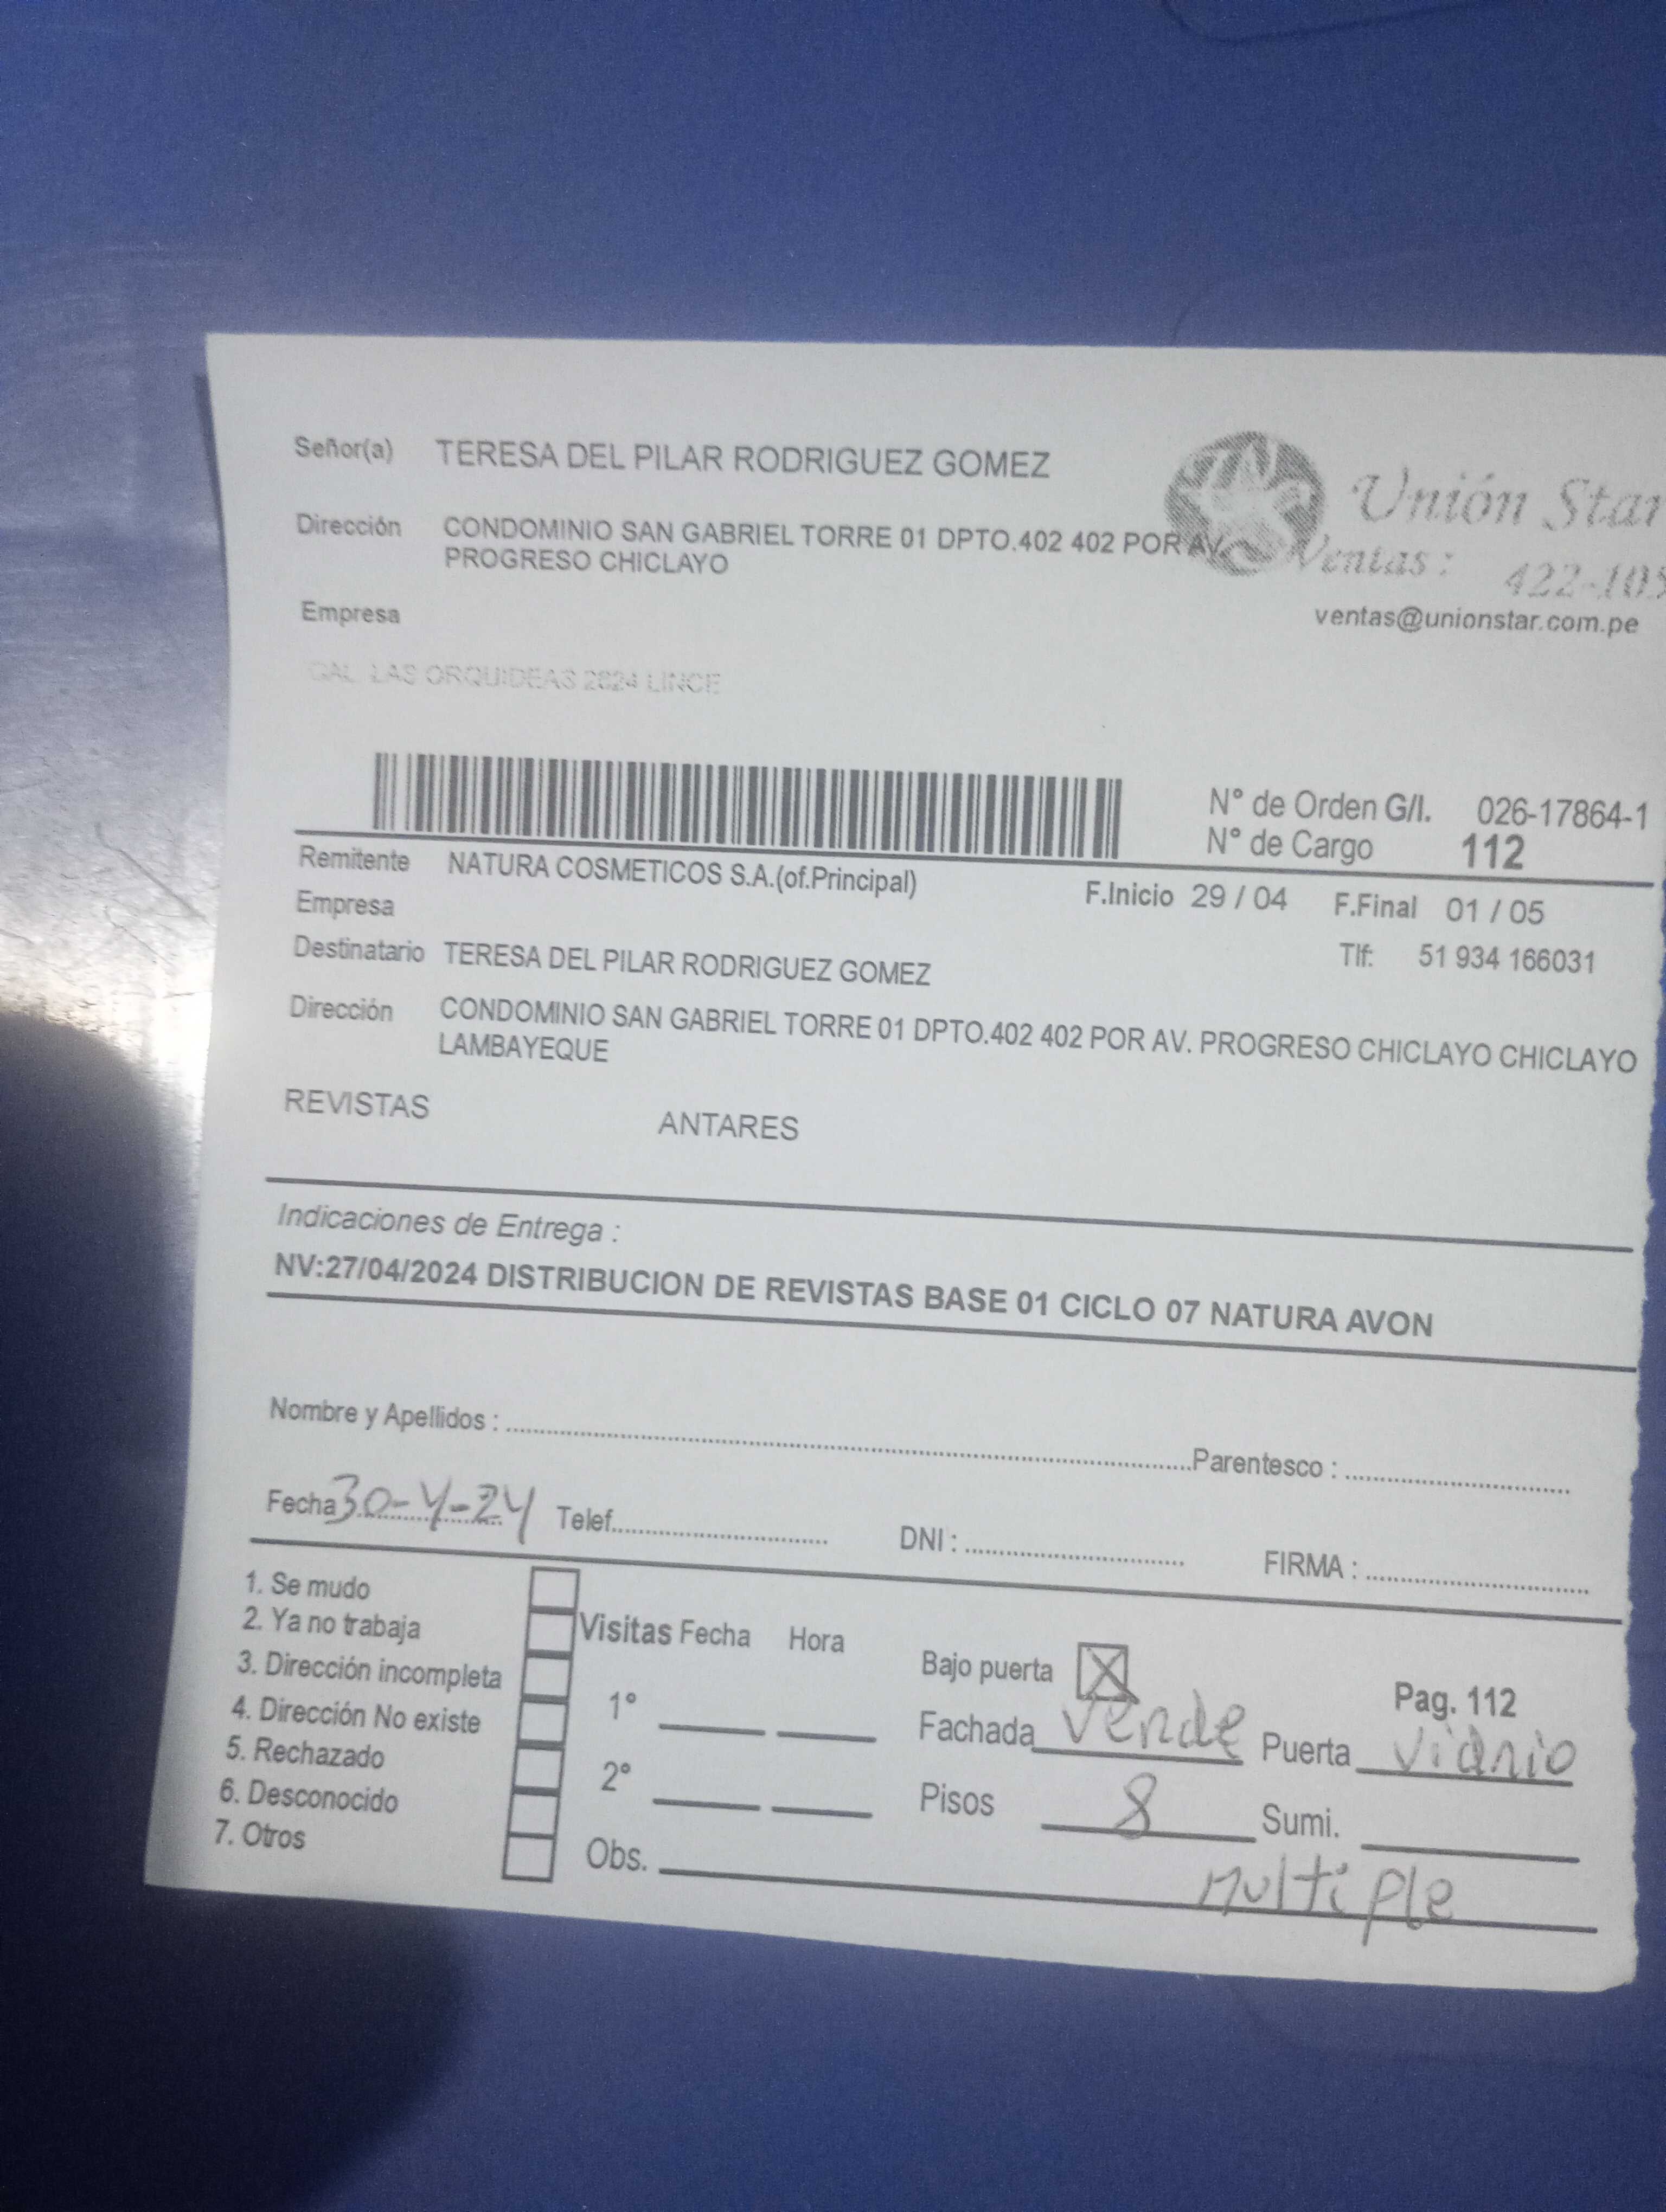 Señor(a) TERESA DEL PILAR RODRIGUEZ GOMEZ
Unión Star
Dirección CONDOMINIO SAN GABRIEL TORRE 01 DPTO.402 402 POR AV.
PROGRESO CHICLAYO
Ventas: 422-105
Empresa
ventas@unionstar.com.pe
CAL. LAS ORQUIDEAS 2624 LINCE
N° de Orden G/I. 026-17864-1
N° de Cargo 112
Remitente NATURA COSMETICOS S.A.(of.Principal)
F.Inicio 29 / 04 F.Final 01 / 05
Empresa
Destinatario TERESA DEL PILAR RODRIGUEZ GOMEZ
Tlf: 51 934 166031
Dirección CONDOMINIO SAN GABRIEL TORRE 01 DPTO.402 402 POR AV. PROGRESO CHICLAYO CHICLAYO
LAMBAYEQUE
REVISTAS ANTARES
Indicaciones de Entrega :
NV:27/04/2024 DISTRIBUCION DE REVISTAS BASE 01 CICLO 07 NATURA AVON
Nombre y Apellidos : Parentesco :
Fecha 30-4-24 Telef. DNI : FIRMA :
1. Se mudo
2. Ya no trabaja
3. Dirección incompleta
4. Dirección No existe
5. Rechazado
6. Desconocido
7. Otros
Visitas Fecha Hora
1°
2°
Obs.
Bajo puerta X
Pag. 112
Fachada Verde Puerta vidrio
Pisos 8 Sumi.
multiple